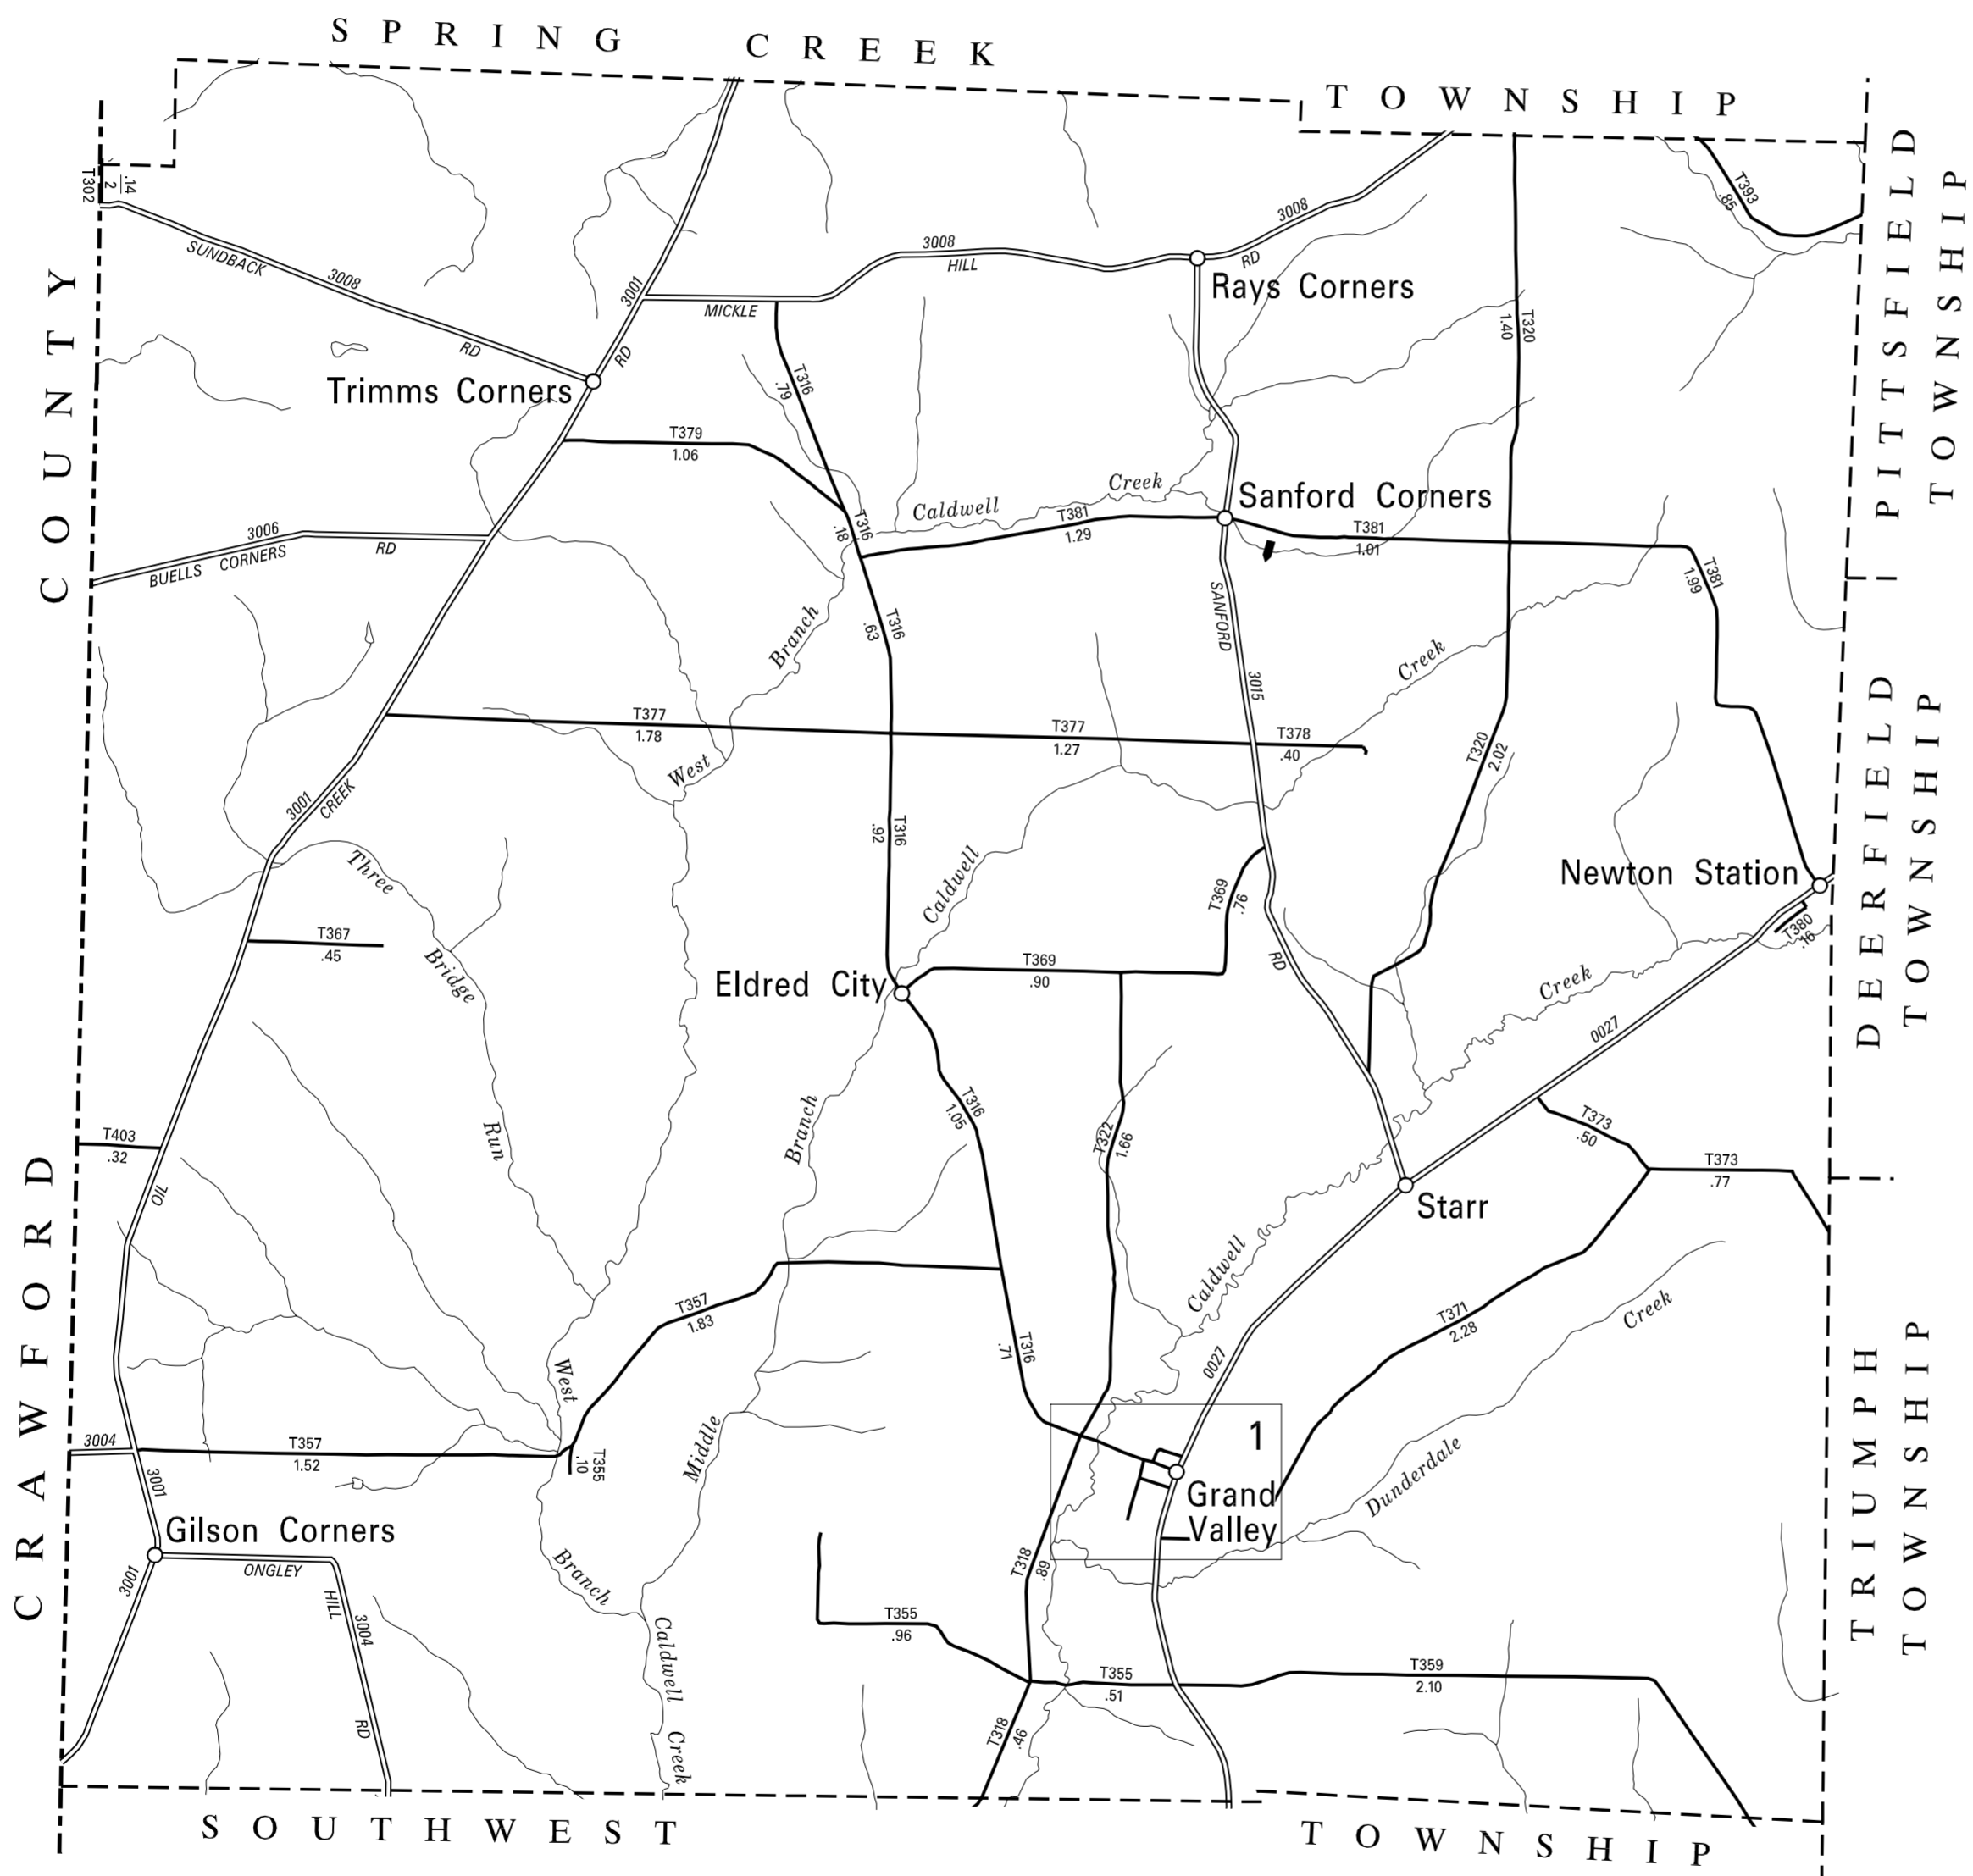 SPRING CREEK TOWNSHIP
PITTSFIELD TOWNSHIP
DEERFIELD TOWNSHIP
TRIUMPH TOWNSHIP
SOUTHWEST TOWNSHIP
CRAWFORD COUNTY
T302
.14
2
SUNDBACK
3008
RD
3001
RD
MICKLE
3008
HILL
3008
RD
Rays Corners
T393
.85
T320
1.40
Trimms Corners
T316
.79
T379
1.06
T316
.18
Caldwell Creek
T381
1.29
Sanford Corners
T381
1.01
T381
1.99
3006
BUELLS CORNERS RD
SANFORD
Branch
T316
.63
Creek
3015
T377
1.78
T377
1.27
T378
.40
T320
2.02
West
3001
CREEK
T316
.92
Three
Bridge
Run
Caldwell
T369
.76
Newton Station
T380
.16
T367
.45
Eldred City
T369
.90
RD
Creek
0027
T403
.32
OIL
Branch
T316
1.05
T322
1.66
T373
.50
T373
.77
Starr
Caldwell
T357
1.83
T316
.71
0027
T371
2.28
Creek
West
3004
T357
1.52
T355
.10
Middle
1
Grand
Valley
Dunderdale
3001
Gilson Corners
ONGLEY
3001
HILL
3004
RD
Branch
T318
.89
T355
.96
Caldwell
Creek
T355
.51
T359
2.10
T318
.46